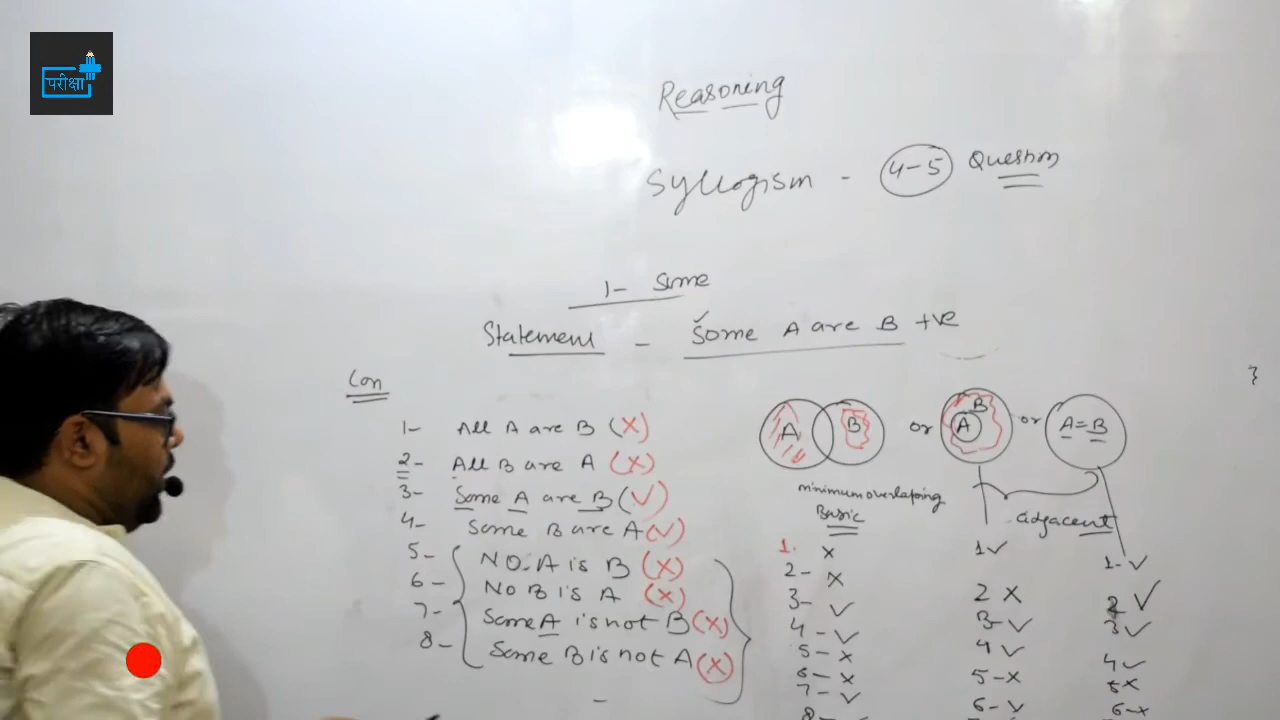 परीक्षा
Reasoning
Syllogism - 4-5 Question
1- Some
Statement - Some A are B +ve
Con
1- All A are B (X)
2- All B are A (X)
3- Some A are B (✓)
4- Some B are A (✓)
5- NO A is B (X)
6- No B is A (X)
7- Some A is not B (X)
8- Some B is not A (X)
A B or A B or A=B
minimum overlaping
Basic
adjacent
1. X
2- X
3- ✓
4- ✓
5- X
6- X
7- ✓
8-
1 ✓
2 X
3- ✓
4 ✓
5- X
6- ✓
1- ✓
2 ✓
3 ✓
4 ✓
5 X
6- X